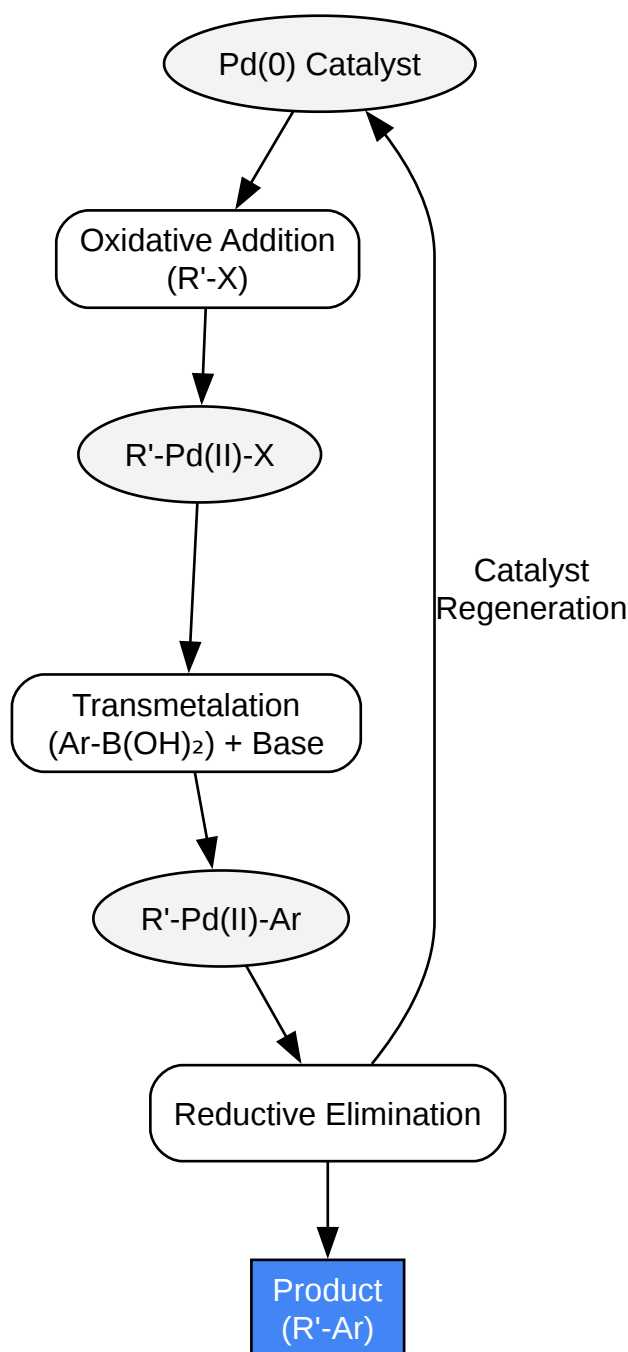 Pd(0) Catalyst
Oxidative Addition
(R'-X)
R'-Pd(II)-X
Catalyst
Regeneration
Transmetalation
(Ar-B(OH)₂) + Base
R'-Pd(II)-Ar
Reductive Elimination
Product
(R'-Ar)